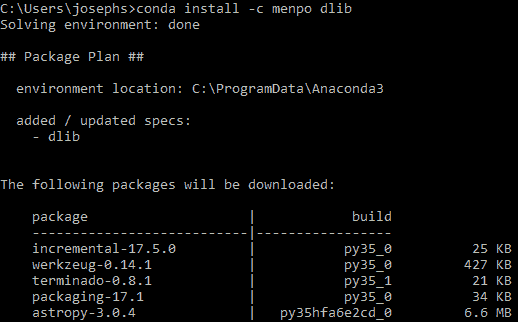 C:\Users\josephs>conda install -c menpo dlib
Solving environment: done
## Package Plan ##
environment location: C:\ProgramData\Anaconda3
added / updated specs:
- dlib
The following packages will be downloaded:
package | build
---------------------------|-----------------
incremental-17.5.0 | py35_0 25 KB
werkzeug-0.14.1 | py35_0 427 KB
terminado-0.8.1 | py35_1 21 KB
packaging-17.1 | py35_0 34 KB
astropy-3.0.4 | py35hfa6e2cd_0 6.6 MB